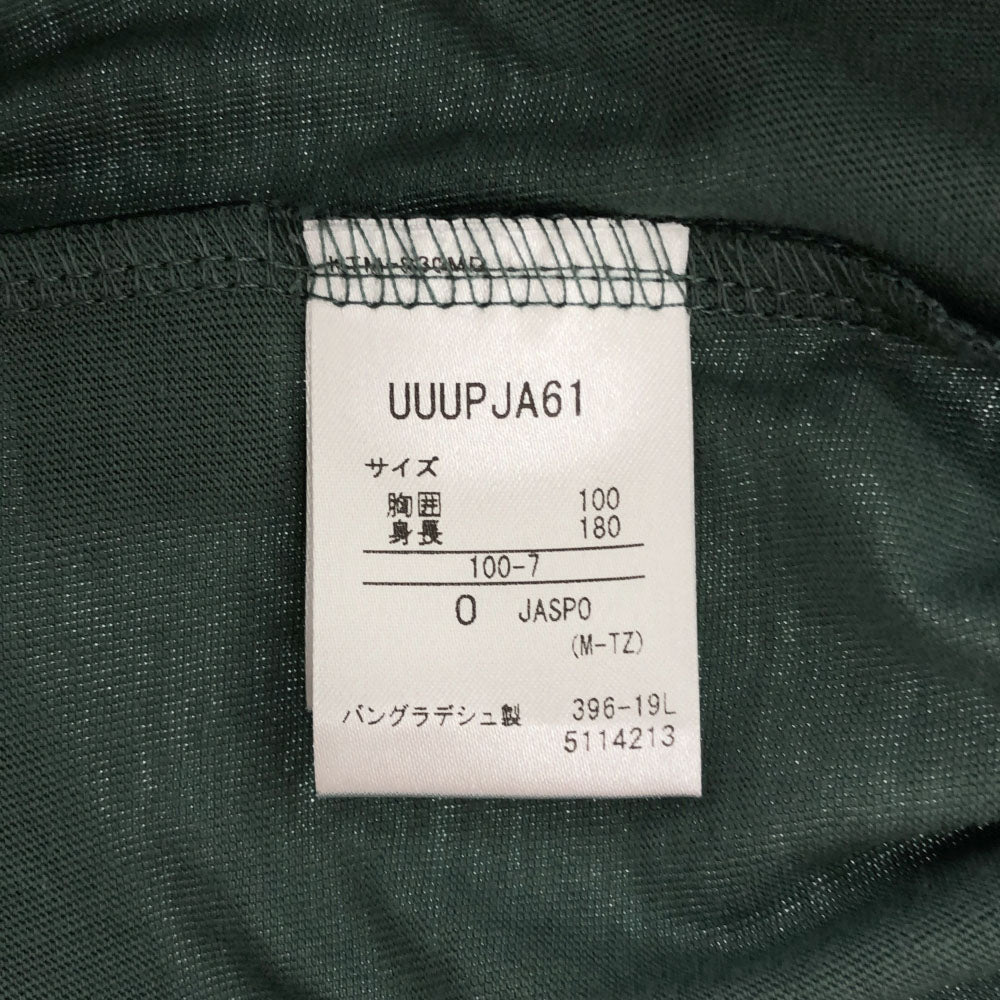 UUUPJA61
サイズ
胸囲 100
身長 180
100-7
O JASPO
(M-TZ)
バングラデシュ製 396-19L
5114213